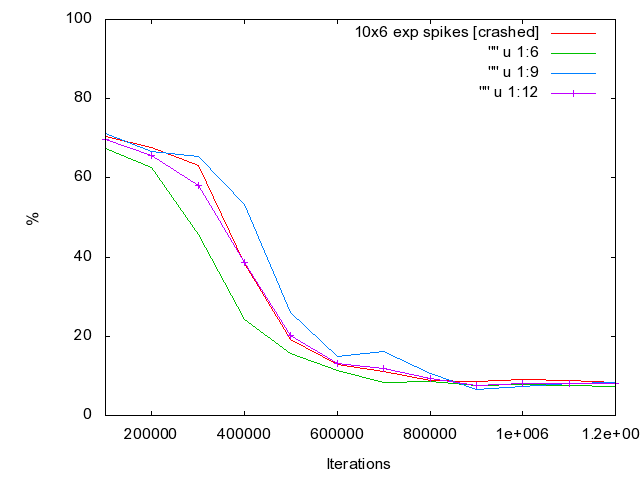 10x6 exp spikes [crashed]
"" u 1:6
"" u 1:9
"" u 1:12
100
80
60
40
20
0
%
200000 400000 600000 800000 1e+006 1.2e+00
Iterations